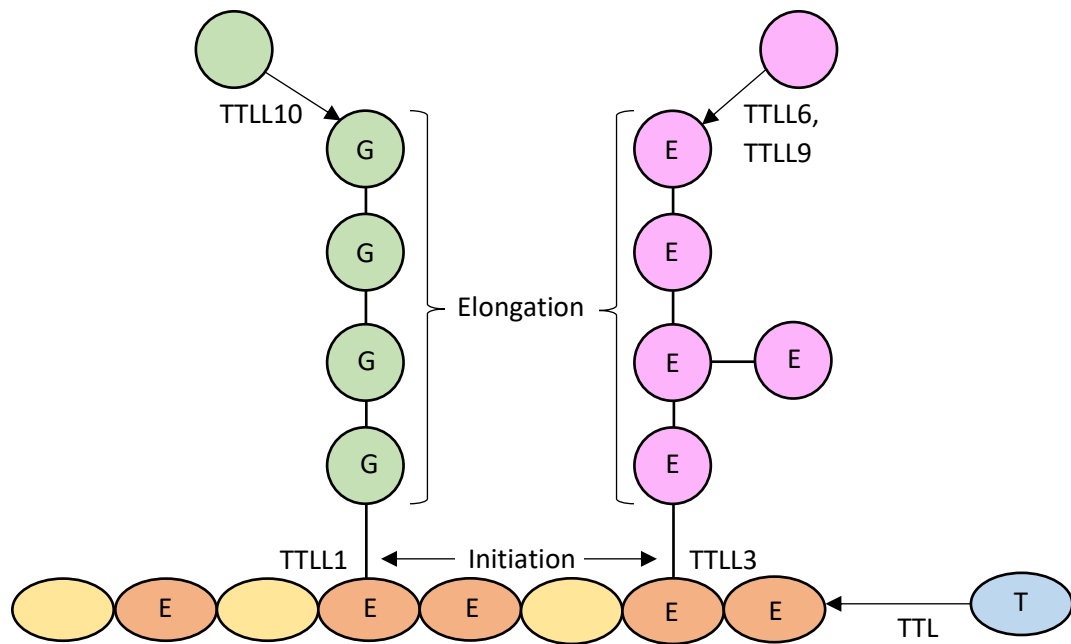 TTLL10
TTLL6,
TTLL9
G
E
G
E
Elongation
G
E
E
G
E
TTLL1
Initiation
TTLL3
E
E
E
E
E
T
TTL